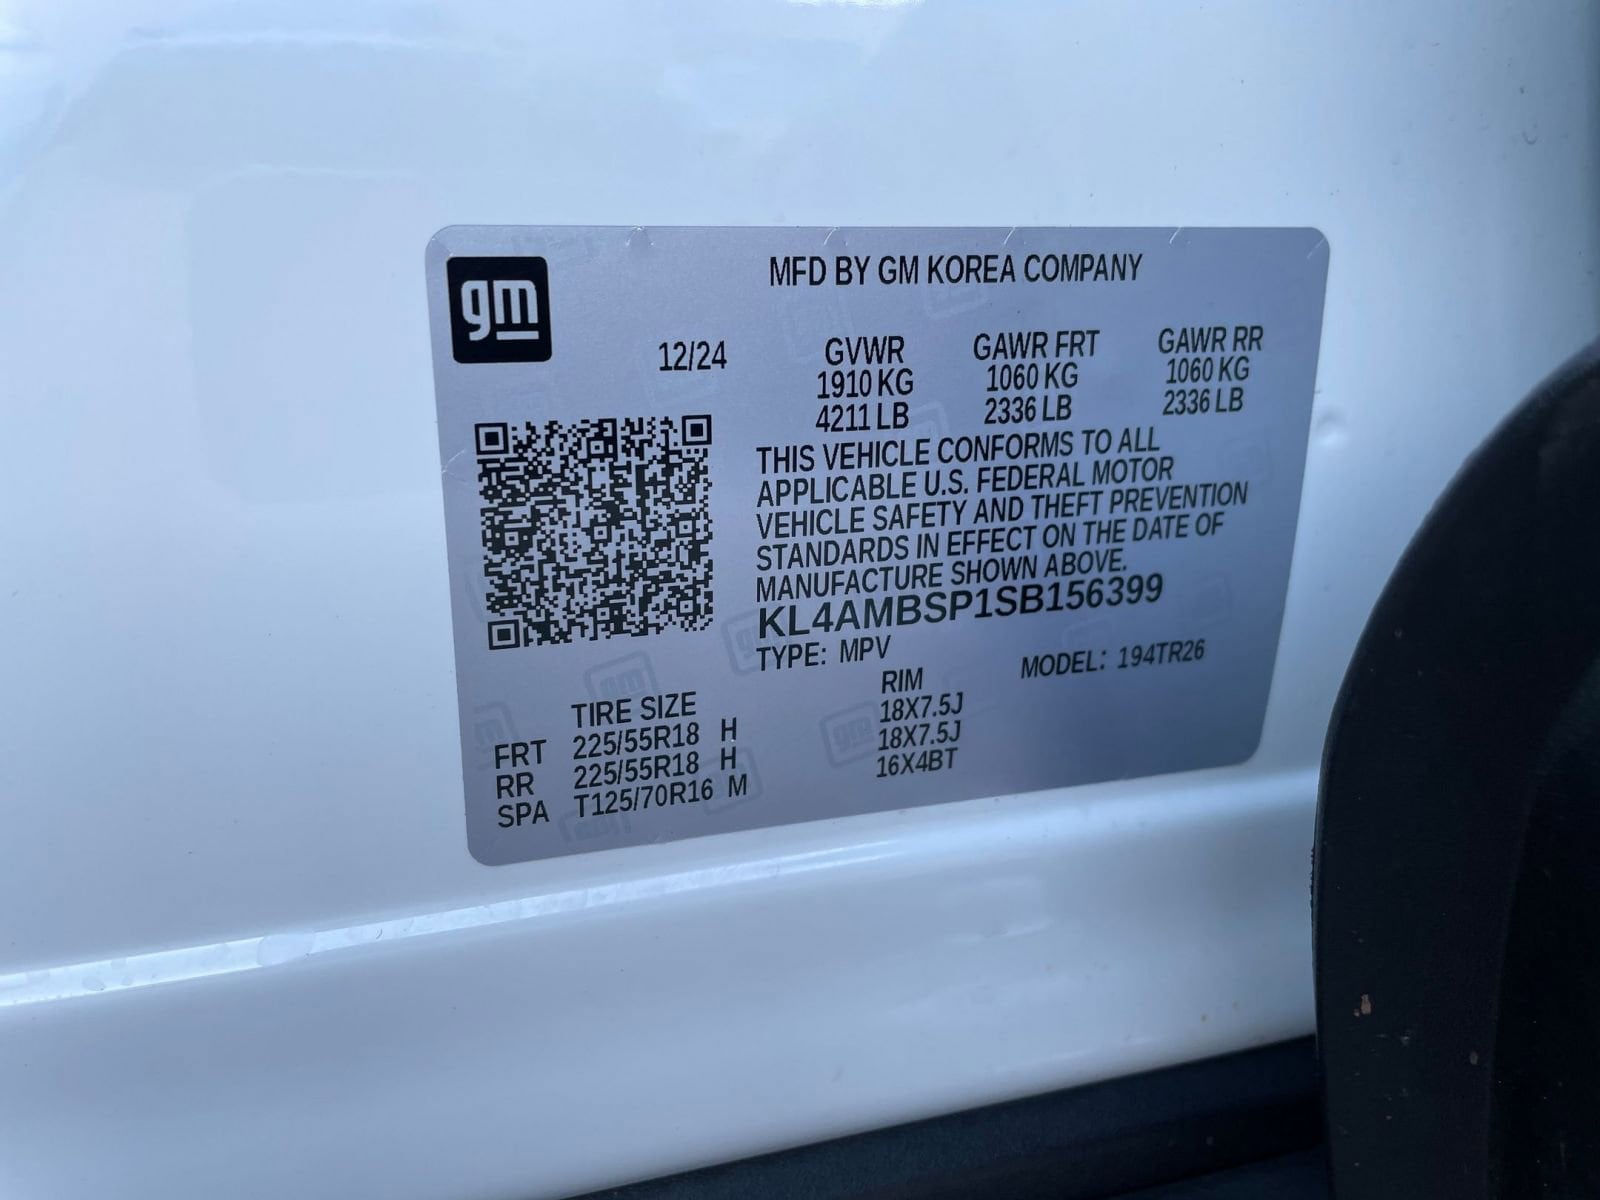 gm
MFD BY GM KOREA COMPANY
12/24 GVWR GAWR FRT GAWR RR
1910 KG 1060 KG 1060 KG
4211 LB 2336 LB 2336 LB
THIS VEHICLE CONFORMS TO ALL
APPLICABLE U.S. FEDERAL MOTOR
VEHICLE SAFETY AND THEFT PREVENTION
STANDARDS IN EFFECT ON THE DATE OF
MANUFACTURE SHOWN ABOVE.
KL4AMBSP1SB156399
TYPE: MPV MODEL: 194TR26
TIRE SIZE RIM
FRT 225/55R18 H 18X7.5J
RR 225/55R18 H 18X7.5J
SPA T125/70R16 M 16X4BT